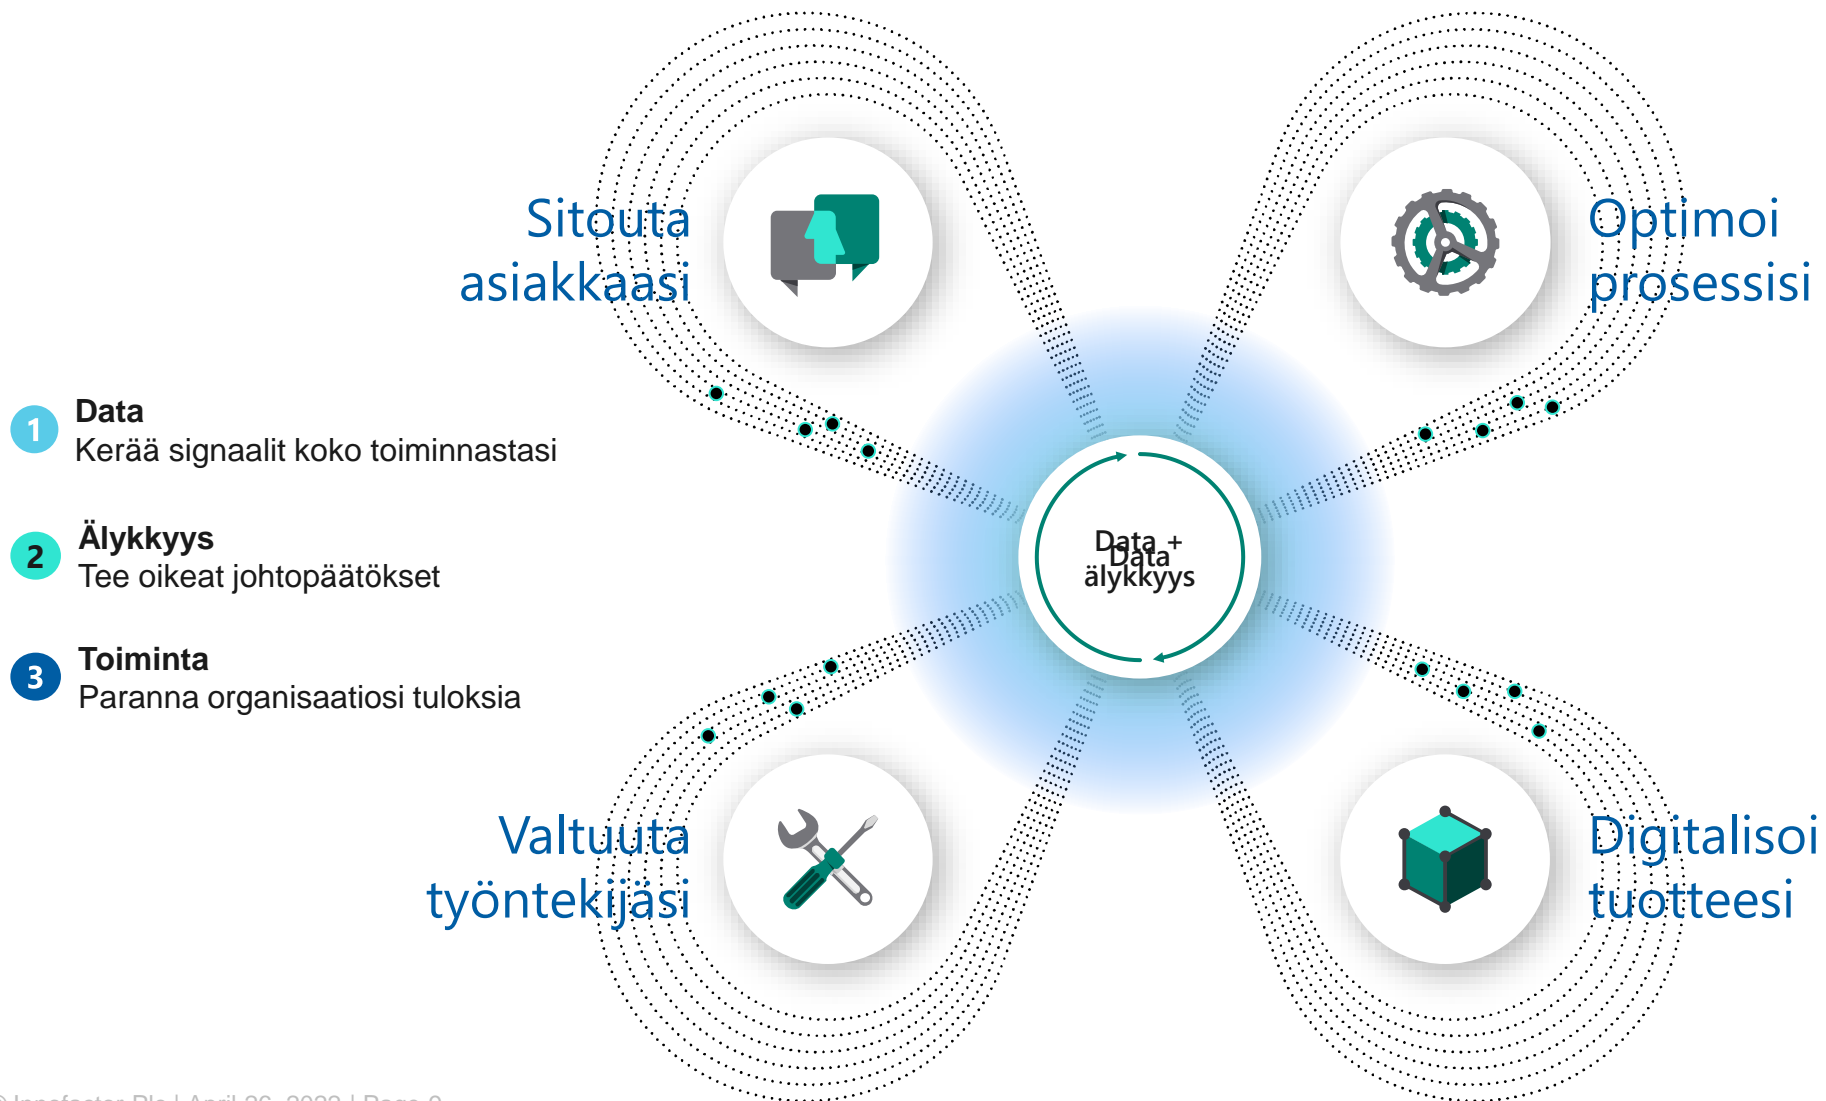 Sitouta
asiakkaasi
Optimoi
prosessisi
1
Data
Kerää signaalit koko toiminnastasi
2
Älykkyys
Tee oikeat johtopäätökset
3
Toiminta
Paranna organisaatiosi tuloksia
Data +
Data
älykkyys
Valtuuta
työntekijäsi
Digitalisoi
tuotteesi